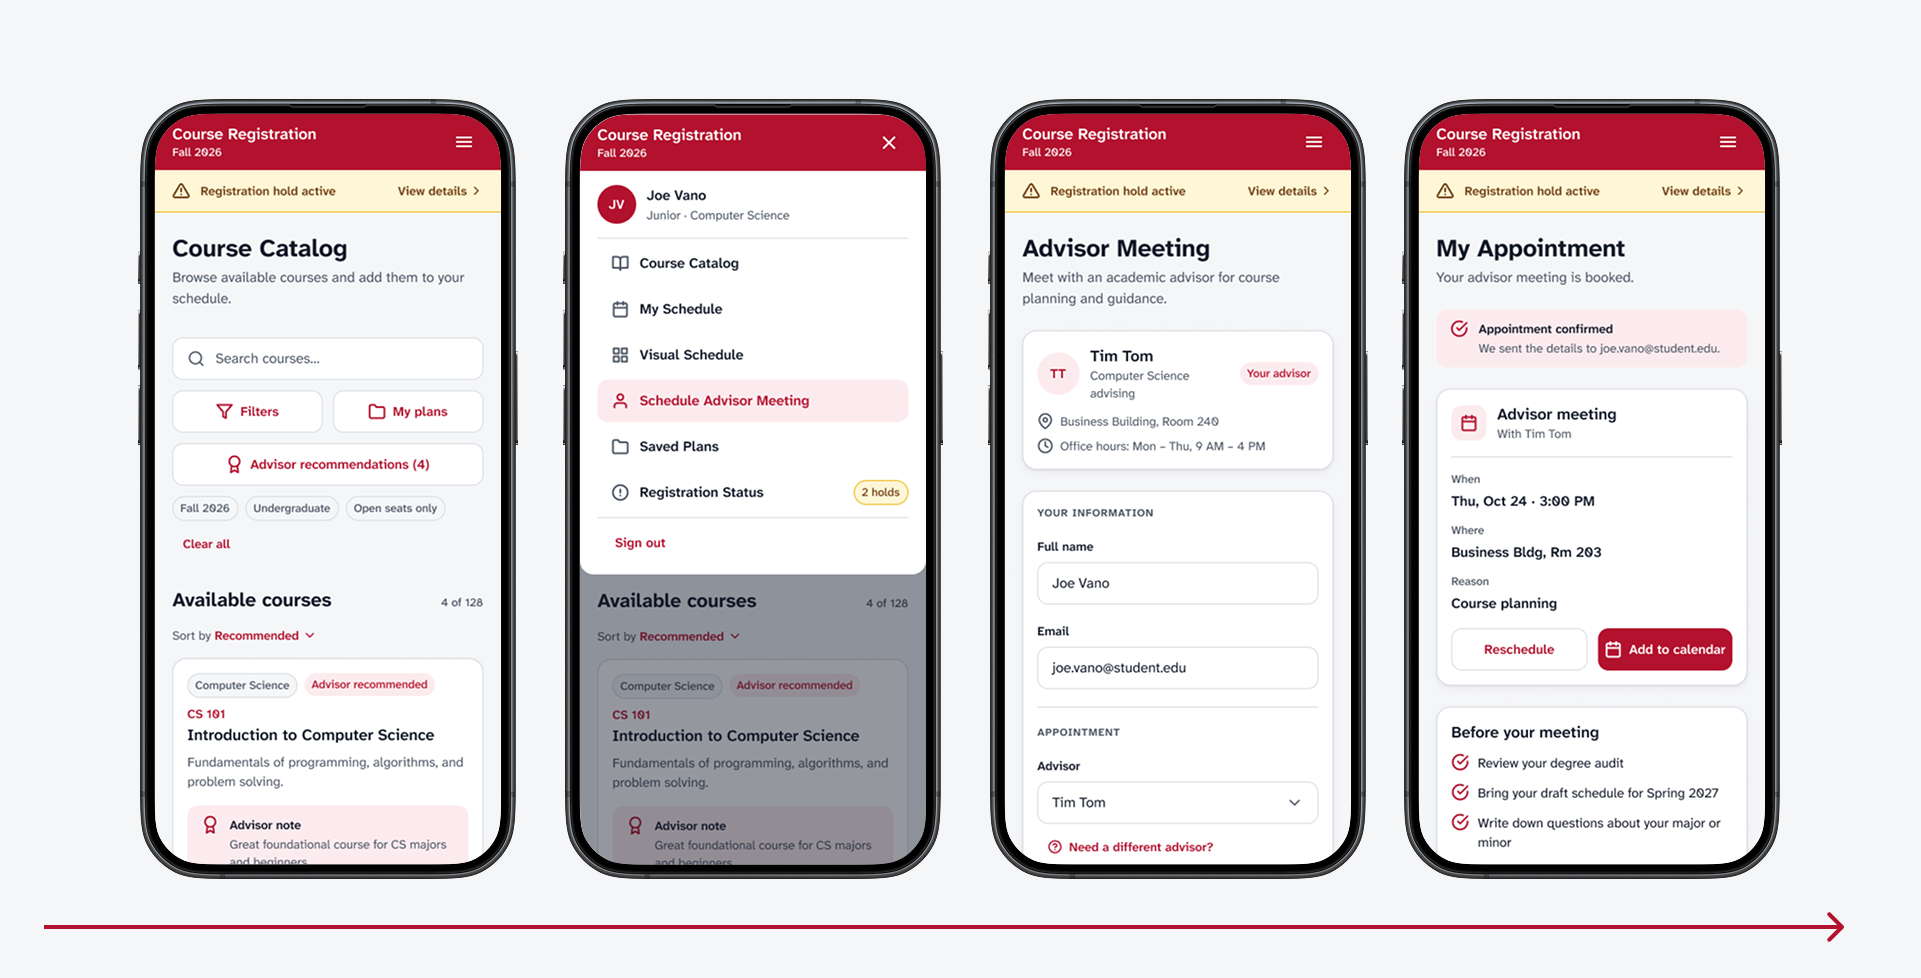 Course Registration
Fall 2026
Registration hold active
View details
Course Catalog
Browse available courses and add them to your
schedule.
Search courses...
Filters
My plans
Advisor recommendations (4)
Fall 2026
Undergraduate
Open seats only
Clear all
Available courses
4 of 128
Sort by Recommended
Computer Science
Advisor recommended
CS 101
Introduction to Computer Science
Fundamentals of programming, algorithms, and
problem solving.
Advisor note
Great foundational course for CS majors
and beginners
Course Registration
Fall 2026
JV
Joe Vano
Junior · Computer Science
Course Catalog
My Schedule
Visual Schedule
Schedule Advisor Meeting
Saved Plans
Registration Status
2 holds
Sign out
Available courses
4 of 128
Sort by Recommended
Computer Science
Advisor recommended
CS 101
Introduction to Computer Science
Fundamentals of programming, algorithms, and
problem solving.
Advisor note
Great foundational course for CS majors
and beginners
Course Registration
Fall 2026
Registration hold active
View details
Advisor Meeting
Meet with an academic advisor for course
planning and guidance.
TT
Tim Tom
Computer Science
advising
Your advisor
Business Building, Room 240
Office hours: Mon – Thu, 9 AM – 4 PM
YOUR INFORMATION
Full name
Joe Vano
Email
joe.vano@student.edu
APPOINTMENT
Advisor
Tim Tom
Need a different advisor?
Course Registration
Fall 2026
Registration hold active
View details
My Appointment
Your advisor meeting is booked.
Appointment confirmed
We sent the details to joe.vano@student.edu.
Advisor meeting
With Tim Tom
When
Thu, Oct 24 · 3:00 PM
Where
Business Bldg, Rm 203
Reason
Course planning
Reschedule
Add to calendar
Before your meeting
Review your degree audit
Bring your draft schedule for Spring 2027
Write down questions about your major or
minor